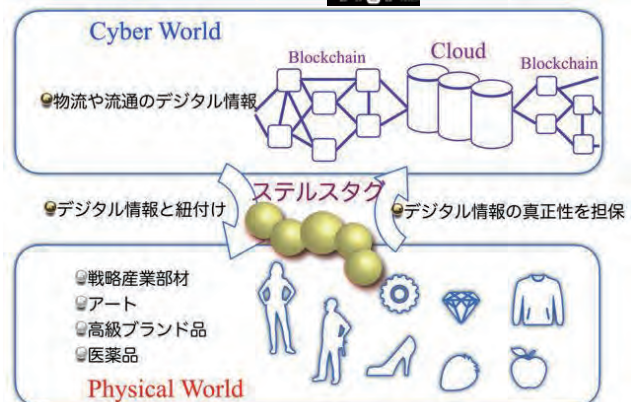 Cyber World
Blockchain
Cloud
Blockchain
物流や流通のデジタル情報
ステルスタグ
デジタル情報と紐付け
デジタル情報の真正性を担保
戦略産業部材
アート
高級ブランド品
医薬品
Physical World